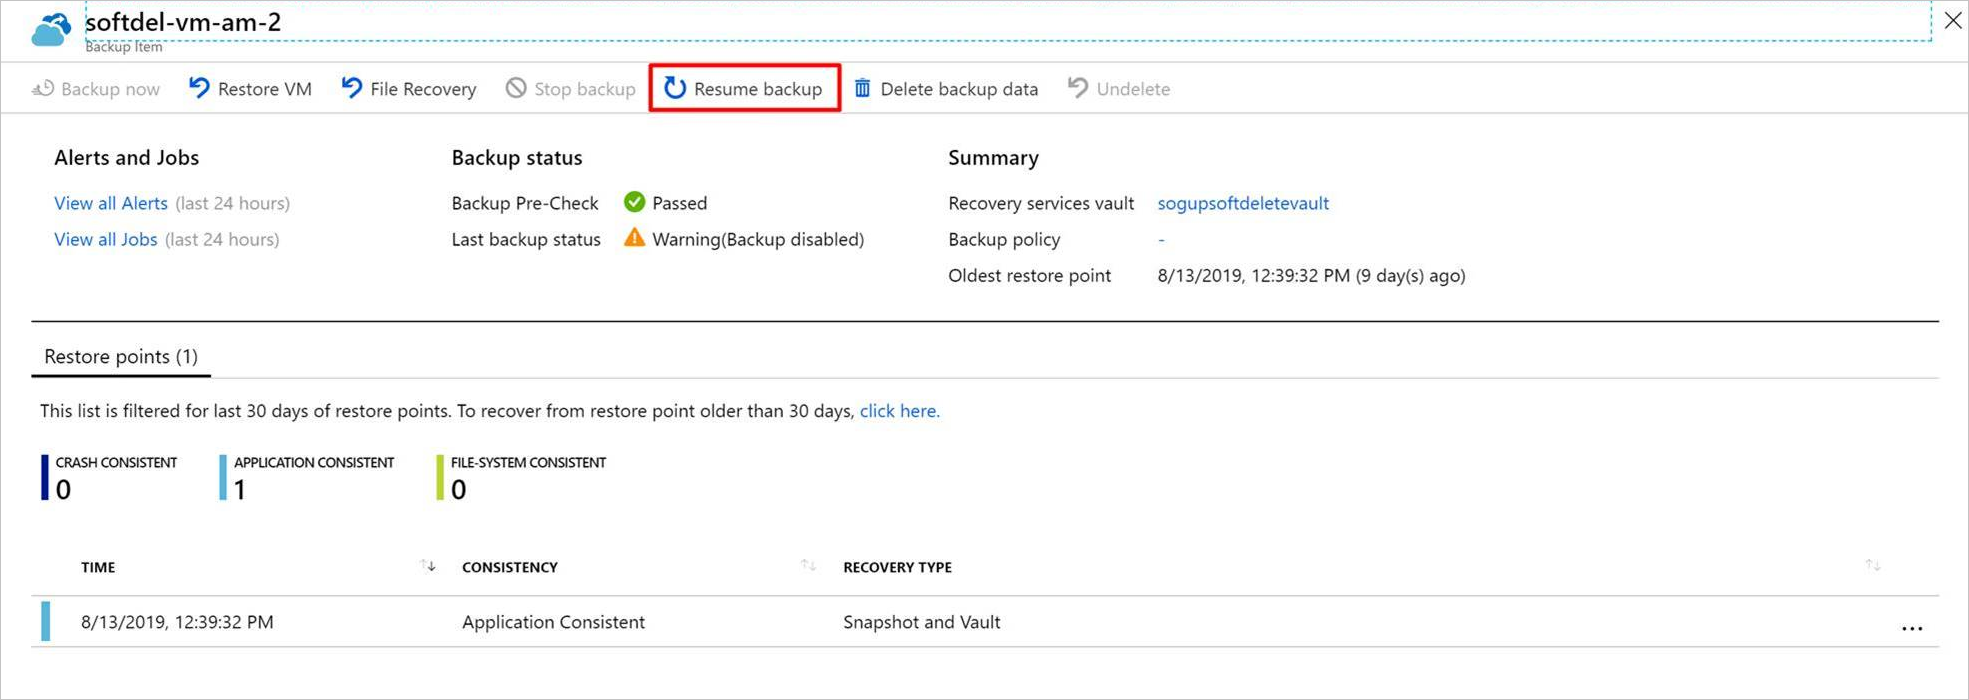 softdel-vm-am-2
Backup Item
Backup now Restore VM File Recovery Stop backup Resume backup Delete backup data Undelete
Alerts and Jobs
View all Alerts (last 24 hours)
View all Jobs (last 24 hours)
Backup status
Backup Pre-Check Passed
Last backup status Warning(Backup disabled)
Summary
Recovery services vault sogupsoftdeletevault
Backup policy -
Oldest restore point 8/13/2019, 12:39:32 PM (9 day(s) ago)
Restore points (1)
This list is filtered for last 30 days of restore points. To recover from restore point older than 30 days, click here.
CRASH CONSISTENT
0
APPLICATION CONSISTENT
1
FILE-SYSTEM CONSISTENT
0
TIME CONSISTENCY RECOVERY TYPE
8/13/2019, 12:39:32 PM Application Consistent Snapshot and Vault ...